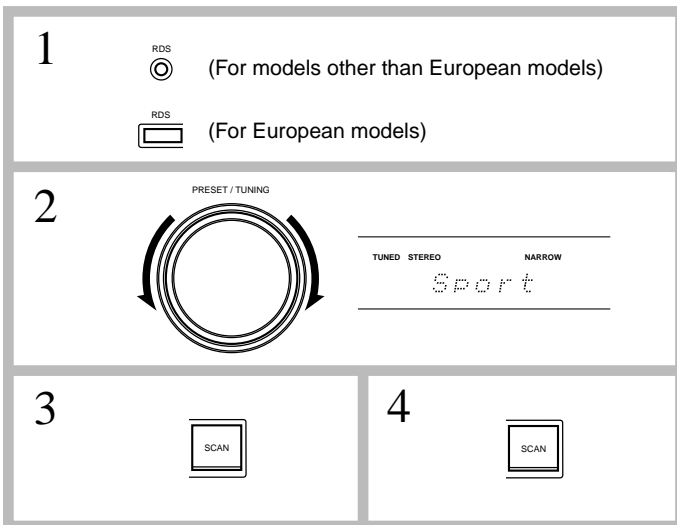 1
RDS
(For models other than European models)
RDS
(For European models)
2
PRESET / TUNING
TUNED STEREO NARROW
Sport
3
SCAN
4
SCAN